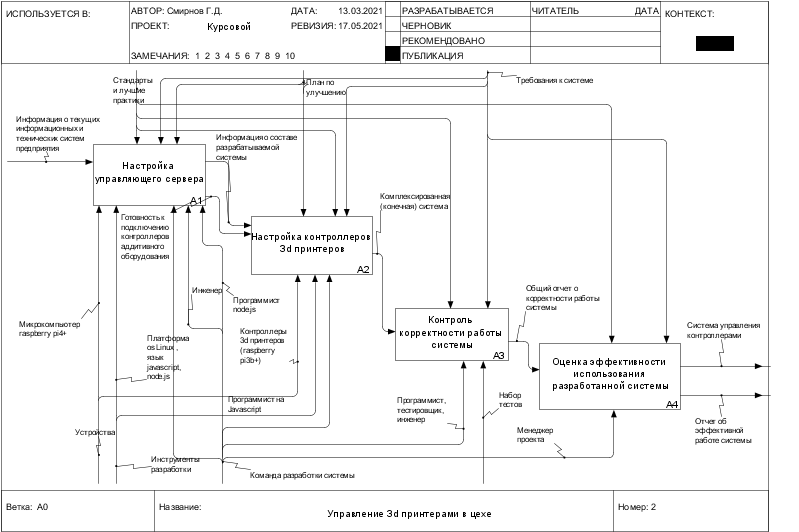 ИСПОЛЬЗУЕТСЯ В:
АВТОР: Смирнов Г.Д.
ДАТА: 13.03.2021
ПРОЕКТ: Курсовой
РЕВИЗИЯ: 17.05.2021
ЗАМЕЧАНИЯ: 1 2 3 4 5 6 7 8 9 10
РАЗРАБАТЫВАЕТСЯ
ЧЕРНОВИК
РЕКОМЕНДОВАНО
ПУБЛИКАЦИЯ
ЧИТАТЕЛЬ
ДАТА
КОНТЕКСТ:
Стандарты
и лучшие
практики
План по
улучшению
Требования к системе
Информация о текущих
информационных и
технических систем
предприятия
Информация о составе
разрабатываемой
системы
Настройка
управляющего сервера
A1
Готовность к
подключению
контроллеров
аддитивного
оборудования
Комплексированная
(конечная) система
Настройка контроллеров
3d принтеров
A2
Инженер
Программист
node.js
Общий отчет о
корректности работы
системы
Микрокомпьютер
raspberry pi4+
Платформа
os Linux ,
язык
javascript,
node.js
Контроллеры
3d принтеров
(raspberry
pi3b+)
Контроль
корректности работы
системы
A3
Система управления
контроллерами
Оценка эффективности
использования
разработанной системы
A4
Программист на
Javascript
Программист,
тестировщик,
инженер
Набор
тестов
Отчет об
эффективной
работе системы
Устройства
Менеджер
проекта
Инструменты
разработки
Команда разработки системы
Ветка: A0
Название:
Управление 3d принтерами в цехе
Номер: 2